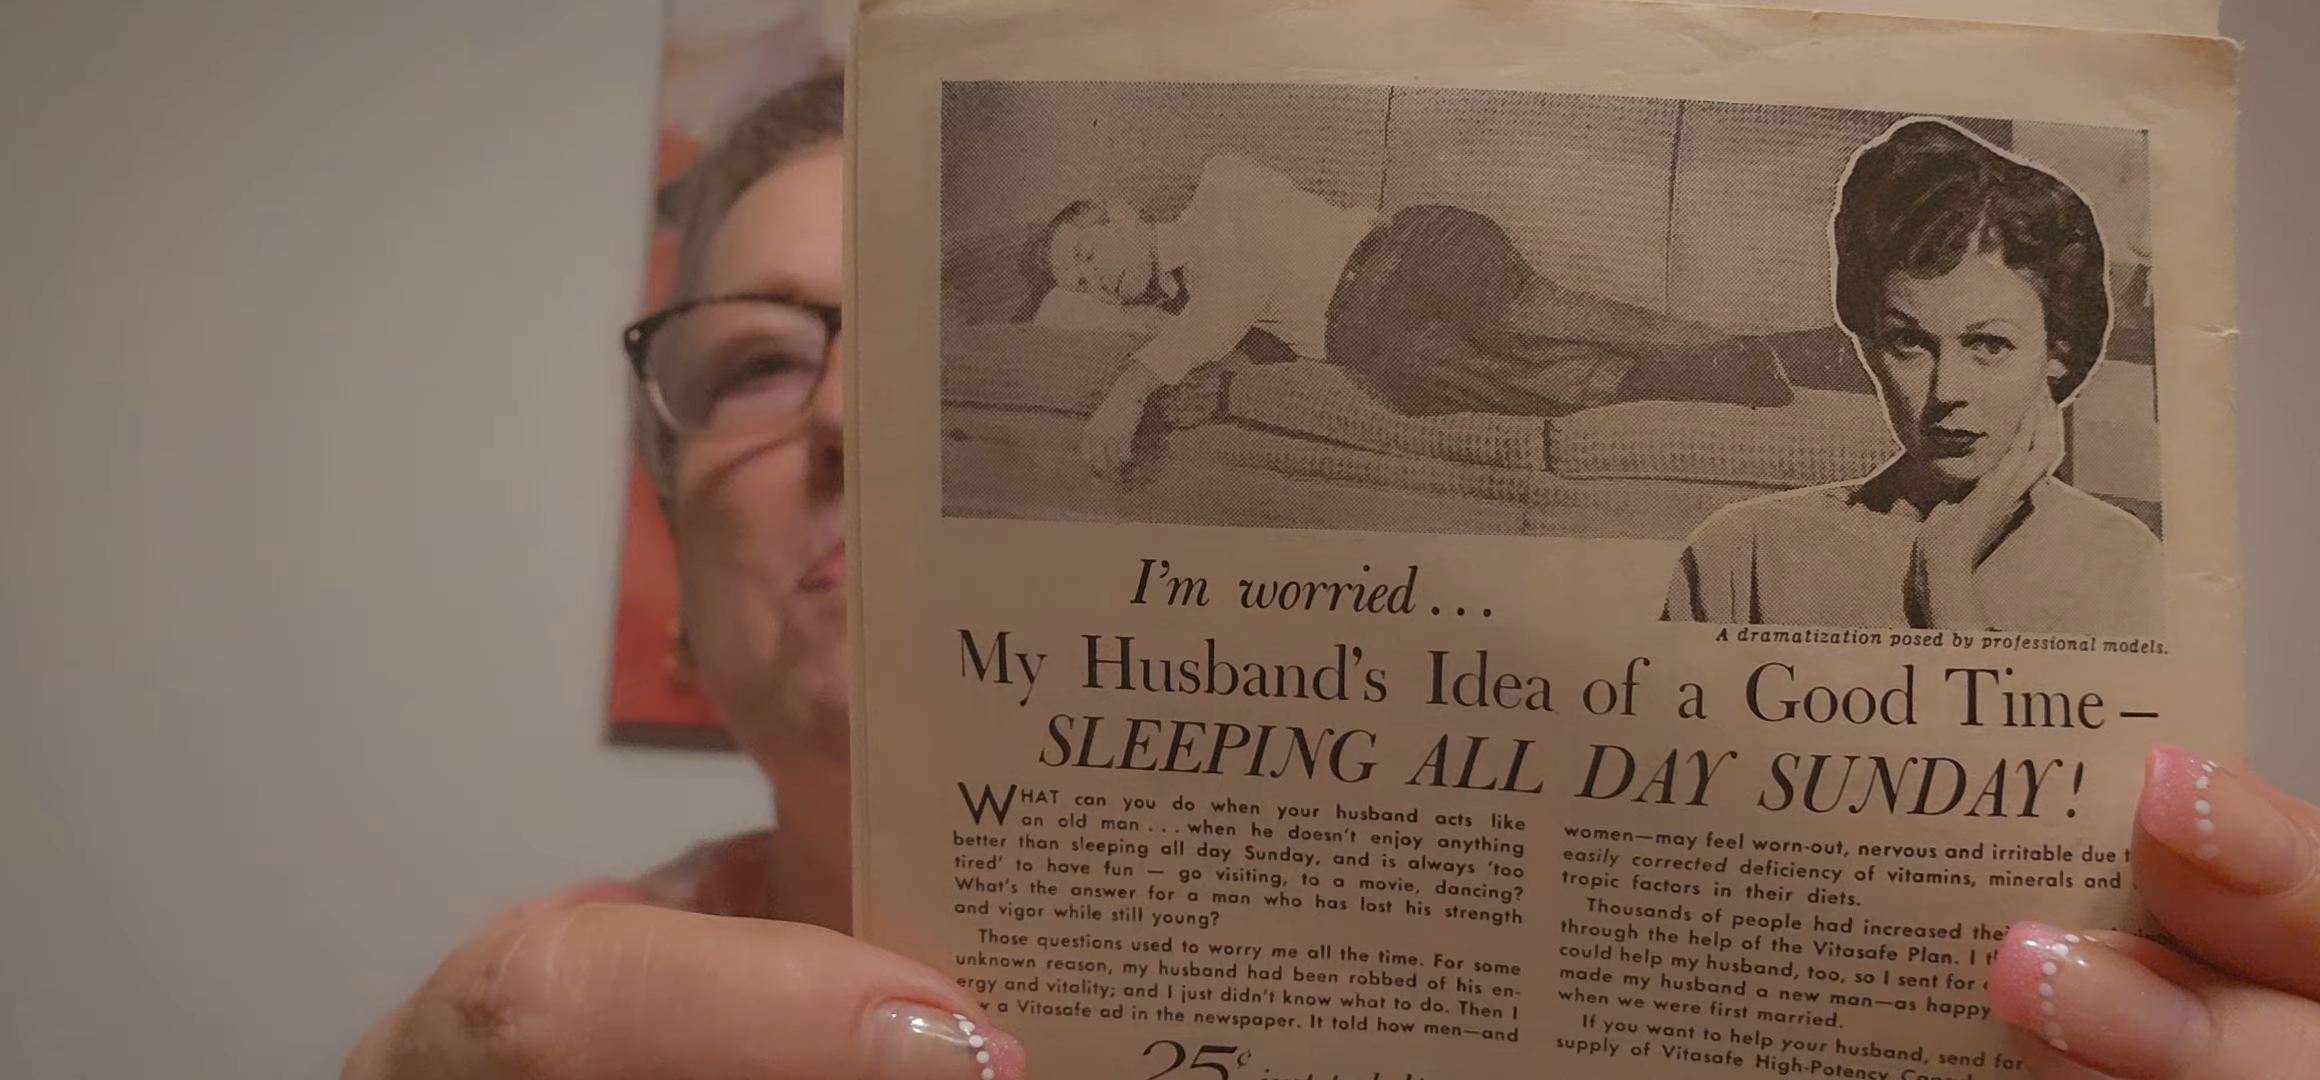 A dramatization posed by professional models.
I'm worried...
My Husband's Idea of a Good Time –
SLEEPING ALL DAY SUNDAY!
WHAT can you do when your husband acts like
an old man . . . when he doesn't enjoy anything
better than sleeping all day Sunday, and is always 'too
tired' to have fun — go visiting, to a movie, dancing?
What's the answer for a man who has lost his strength
and vigor while still young?
Those questions used to worry me all the time. For some
unknown reason, my husband had been robbed of his en-
ergy and vitality; and I just didn't know what to do. Then I
a Vitasafe ad in the newspaper. It told how men—and
women—may feel worn-out, nervous and irritable due
easily corrected deficiency of vitamins, minerals and
tropic factors in their diets.
Thousands of people had increased
through the help of the Vitasafe Plan. I
could help my husband, too, so I sent for
made my husband a new man—as happy
when we were first married.
If you want to help your husband, send for
supply of Vitasafe High-Potency
25¢